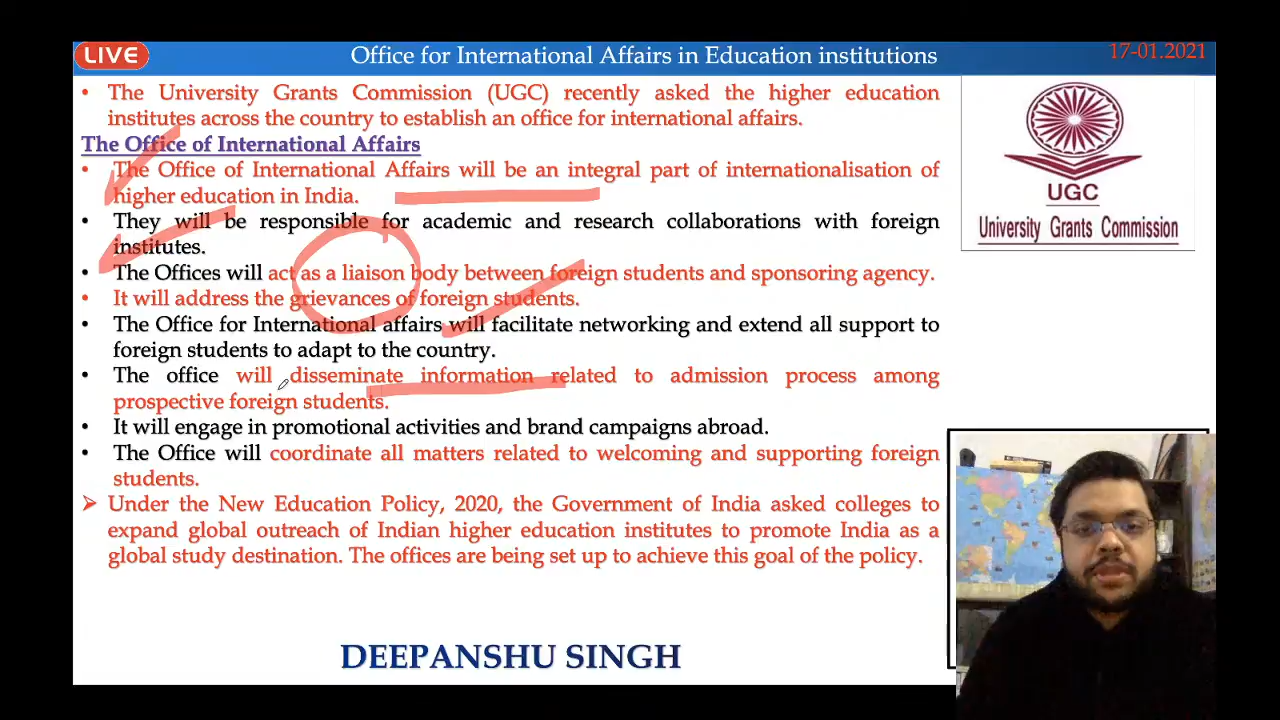 LIVE
Office for International Affairs in Education institutions
17-01.2021
• The University Grants Commission (UGC) recently asked the higher education
institutes across the country to establish an office for international affairs.
The Office of International Affairs
• The Office of International Affairs will be an integral part of internationalisation of
higher education in India.
• They will be responsible for academic and research collaborations with foreign
institutes.
• The Offices will act as a liaison body between foreign students and sponsoring agency.
• It will address the grievances of foreign students.
• The Office for International affairs will facilitate networking and extend all support to
foreign students to adapt to the country.
• The office will disseminate information related to admission process among
prospective foreign students.
• It will engage in promotional activities and brand campaigns abroad.
• The Office will coordinate all matters related to welcoming and supporting foreign
students.
➢ Under the New Education Policy, 2020, the Government of India asked colleges to
expand global outreach of Indian higher education institutes to promote India as a
global study destination. The offices are being set up to achieve this goal of the policy.
UGC
University Grants Commission
DEEPANSHU SINGH